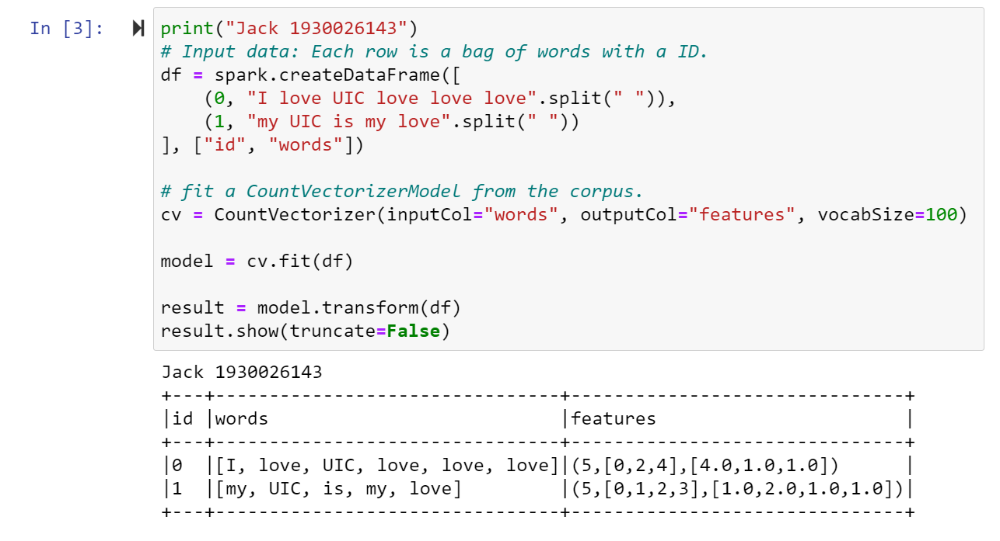 In [3]:
print("Jack 1930026143")
# Input data: Each row is a bag of words with a ID.
df = spark.createDataFrame([
    (0, "I love UIC love love love".split(" ")),
    (1, "my UIC is my love".split(" "))
], ["id", "words"])

# fit a CountVectorizerModel from the corpus.
cv = CountVectorizer(inputCol="words", outputCol="features", vocabSize=100)

model = cv.fit(df)

result = model.transform(df)
result.show(truncate=False)
Jack 1930026143
+---+--------------------------------+-------------------------------+
|id |words                           |features                       |
+---+--------------------------------+-------------------------------+
|0  |[I, love, UIC, love, love, love]|(5,[0,2,4],[4.0,1.0,1.0])      |
|1  |[my, UIC, is, my, love]         |(5,[0,1,2,3],[1.0,2.0,1.0,1.0])|
+---+--------------------------------+-------------------------------+